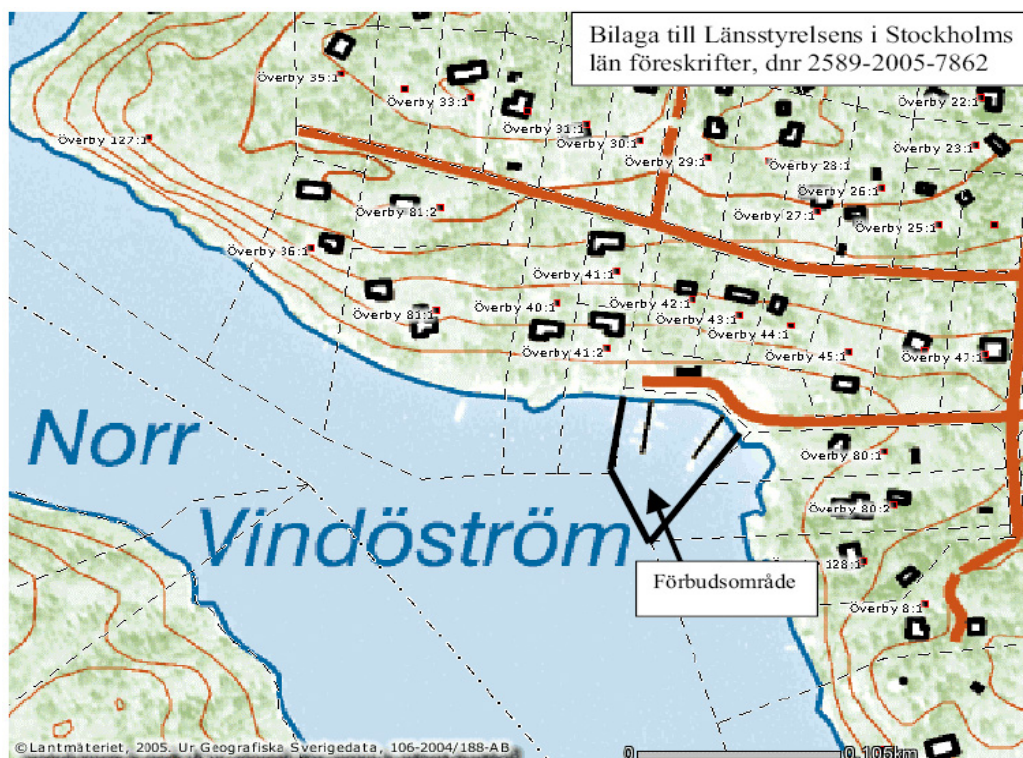 Bilaga till Länsstyrelsens i Stockholms
län föreskrifter, dnr 2589-2005-7862
Överby 35:1
Överby 33:1
Överby 22:1
Överby 31:1
Överby 127:1
Överby 30:1
Överby 23:1
Överby 29:1
Överby 28:1
Överby 26:1
Överby 81:2
Överby 27:1
Överby 25:1
Överby 36:1
Överby 41:1
Överby 40:1
Överby 42:1
Överby 81:1
Överby 43:1
Överby 44:1
Överby 41:2
Överby 45:1
Överby 47:1
Norr
Överby 80:1
Vindöström
Överby 80:2
128:1
Förbudsområde
Överby 8:1
©Lantmäteriet, 2005. Ur Geografiska Sverigedata, 106-2004/188-AB
0
0.105km